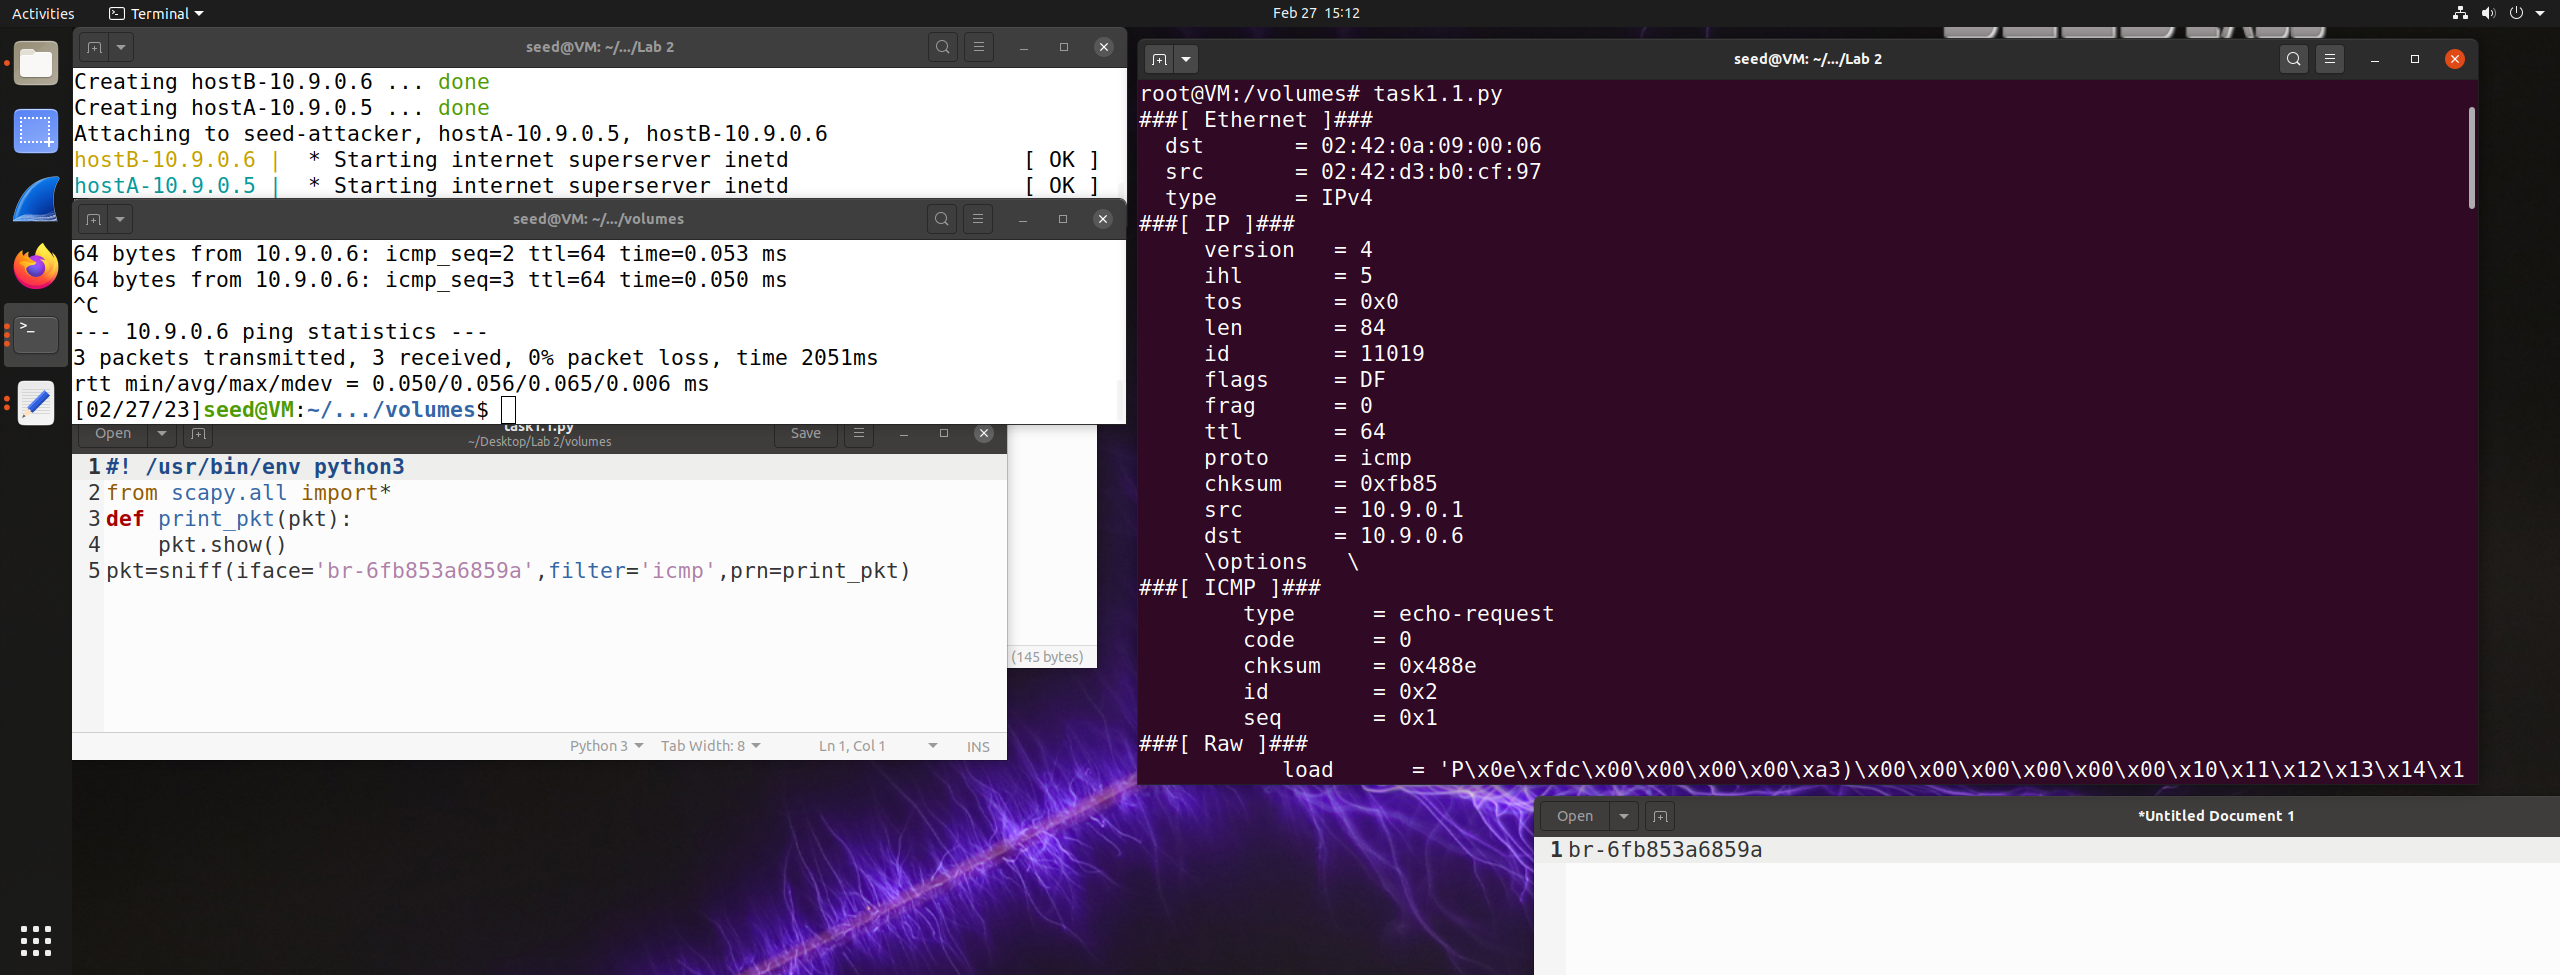 Activities
Terminal
Feb 27 15:12
seed@VM: ~/.../Lab 2
Creating hostB-10.9.0.6 ... done
Creating hostA-10.9.0.5 ... done
Attaching to seed-attacker, hostA-10.9.0.5, hostB-10.9.0.6
hostB-10.9.0.6 |  * Starting internet superserver inetd                  [ OK ]
hostA-10.9.0.5 |  * Starting internet superserver inetd                  [ OK ]
seed@VM: ~/.../volumes
64 bytes from 10.9.0.6: icmp_seq=2 ttl=64 time=0.053 ms
64 bytes from 10.9.0.6: icmp_seq=3 ttl=64 time=0.050 ms
^C
--- 10.9.0.6 ping statistics ---
3 packets transmitted, 3 received, 0% packet loss, time 2051ms
rtt min/avg/max/mdev = 0.050/0.056/0.065/0.006 ms
[02/27/23]seed@VM:~/.../volumes$
Open
task1.1.py
~/Desktop/Lab 2/volumes
Save
1 #! /usr/bin/env python3
2 from scapy.all import*
3 def print_pkt(pkt):
4     pkt.show()
5 pkt=sniff(iface='br-6fb853a6859a',filter='icmp',prn=print_pkt)
(145 bytes)
Python 3
Tab Width: 8
Ln 1, Col 1
INS
seed@VM: ~/.../Lab 2
root@VM:/volumes# task1.1.py
###[ Ethernet ]###
  dst       = 02:42:0a:09:00:06
  src       = 02:42:d3:b0:cf:97
  type      = IPv4
###[ IP ]###
     version   = 4
     ihl       = 5
     tos       = 0x0
     len       = 84
     id        = 11019
     flags     = DF
     frag      = 0
     ttl       = 64
     proto     = icmp
     chksum    = 0xfb85
     src       = 10.9.0.1
     dst       = 10.9.0.6
     \options   \
###[ ICMP ]###
        type      = echo-request
        code      = 0
        chksum    = 0x488e
        id        = 0x2
        seq       = 0x1
###[ Raw ]###
           load      = 'P\x0e\xfdc\x00\x00\x00\x00\xa3)\x00\x00\x00\x00\x00\x00\x10\x11\x12\x13\x14\x1
Open
*Untitled Document 1
1 br-6fb853a6859a